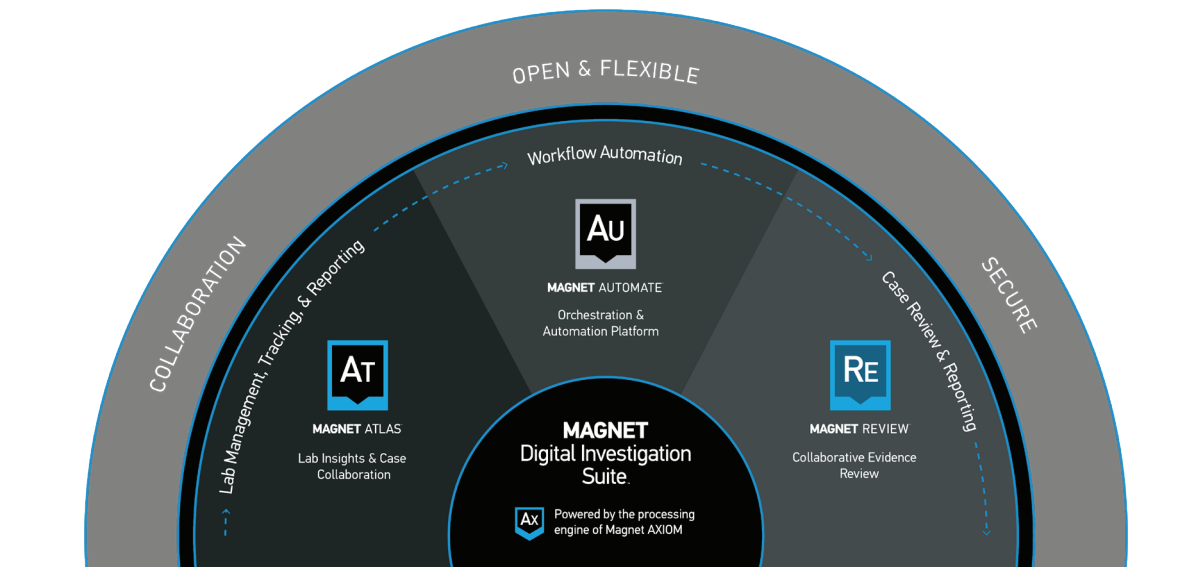 OPEN & FLEXIBLE
COLLABORATION
SECURE
Lab Management, Tracking, & Reporting
Workflow Automation
Case Review & Reporting
AT
MAGNET ATLAS
Lab Insights & Case
Collaboration
AU
MAGNET AUTOMATE
Orchestration &
Automation Platform
RE
MAGNET REVIEW
Collaborative Evidence
Review
MAGNET
Digital Investigation
Suite
AX
Powered by the processing
engine of Magnet AXIOM